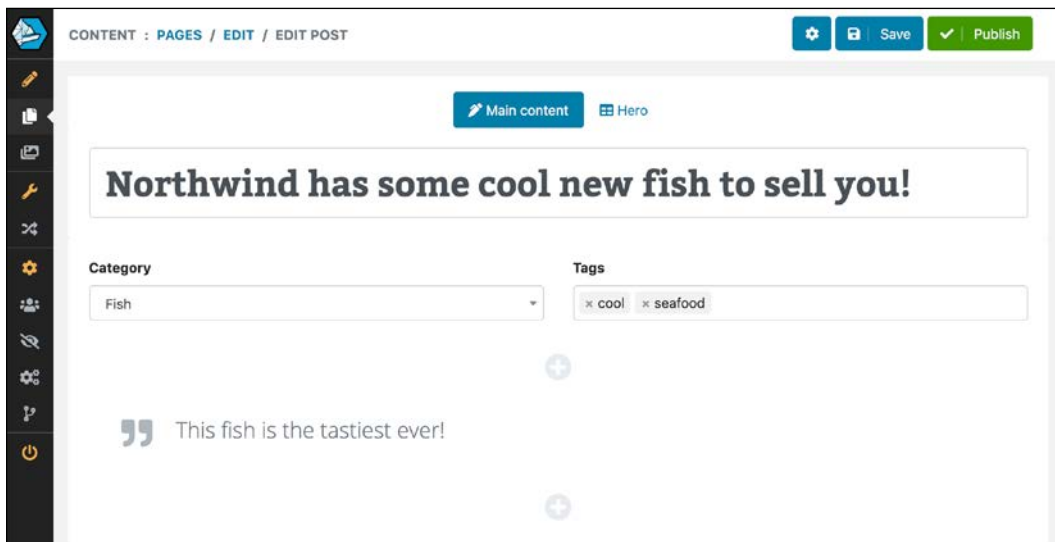 CONTENT : PAGES / EDIT / EDIT POST
Save
Publish
Main content
Hero
Northwind has some cool new fish to sell you!
Category
Tags
Fish
× cool × seafood
This fish is the tastiest ever!